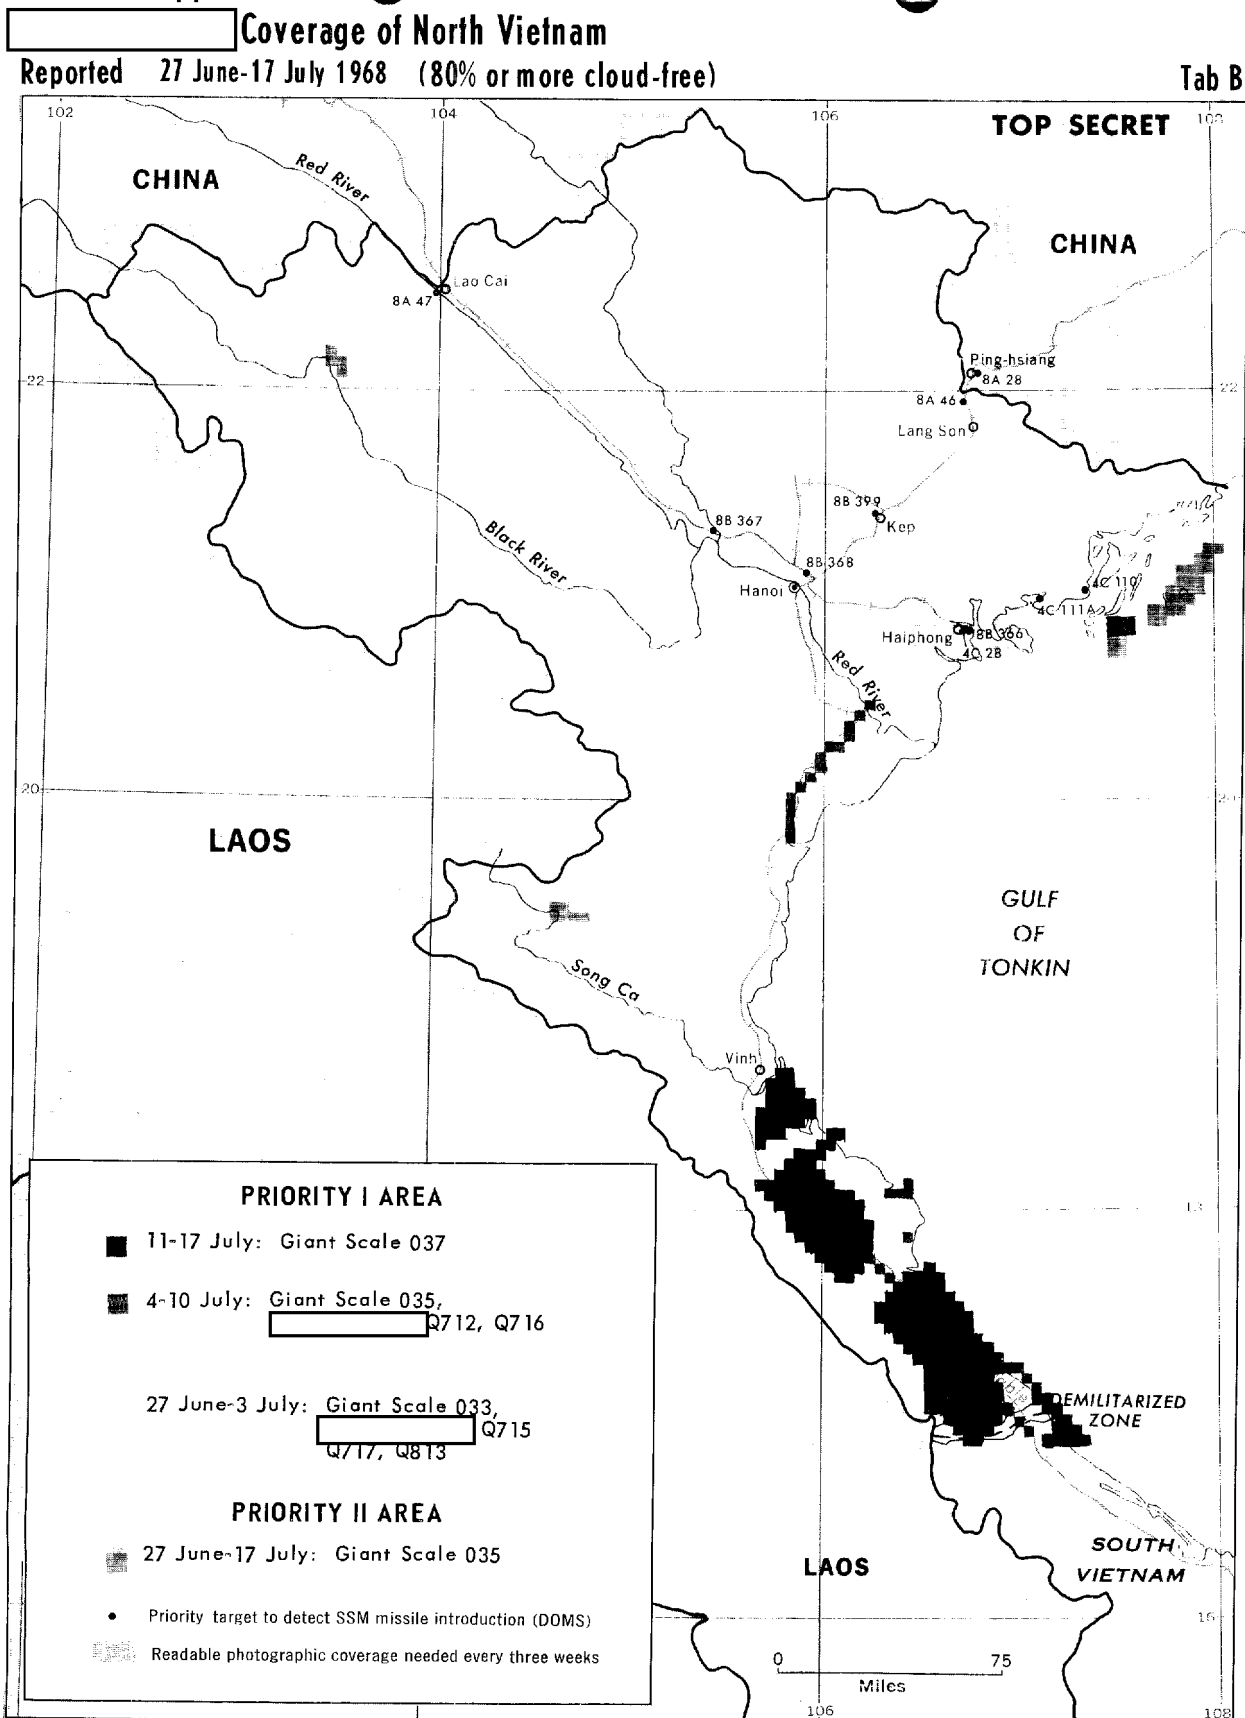 Coverage of North Vietnam
Reported 27 June-17 July 1968 (80% or more cloud-free)
Tab B
102
104
106
108
TOP SECRET
CHINA
Red River
CHINA
Lao Cai
8A 47
Ping-hsiang
8A 28
22
22
8A 46
Lang Son
8B 399
Kep
8B 367
Black River
8B 368
Hanoi
4C 110
4C 111A
Haiphong
8B 366
4C 2B
Red River
20
20
LAOS
GULF
OF
TONKIN
Song Ca
Vinh
PRIORITY I AREA
11-17 July: Giant Scale 037
4-10 July: Giant Scale 035,
Q712, Q716
27 June-3 July: Giant Scale 033,
Q715
Q717, Q813
PRIORITY II AREA
27 June-17 July: Giant Scale 035
Priority target to detect SSM missile introduction (DOMS)
Readable photographic coverage needed every three weeks
DEMILITARIZED
ZONE
SOUTH
VIETNAM
LAOS
16
0 75
Miles
106
108